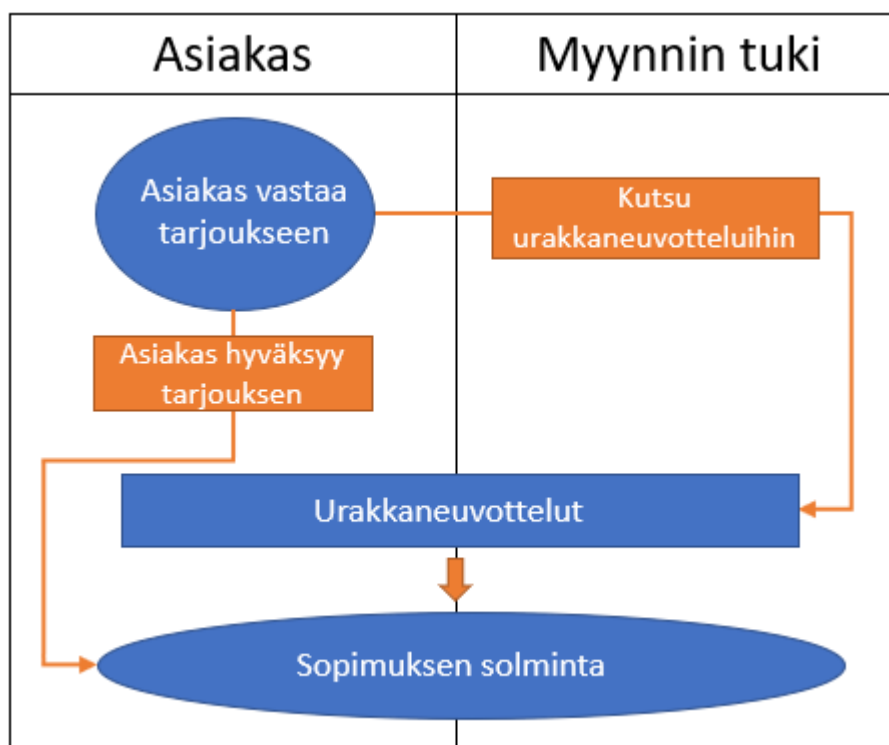 Asiakas
Myynnin tuki
Asiakas vastaa
tarjoukseen
Kutsu
urakkaneuvotteluihin
Asiakas hyväksyy
tarjouksen
Urakkaneuvottelut
Sopimuksen solminta